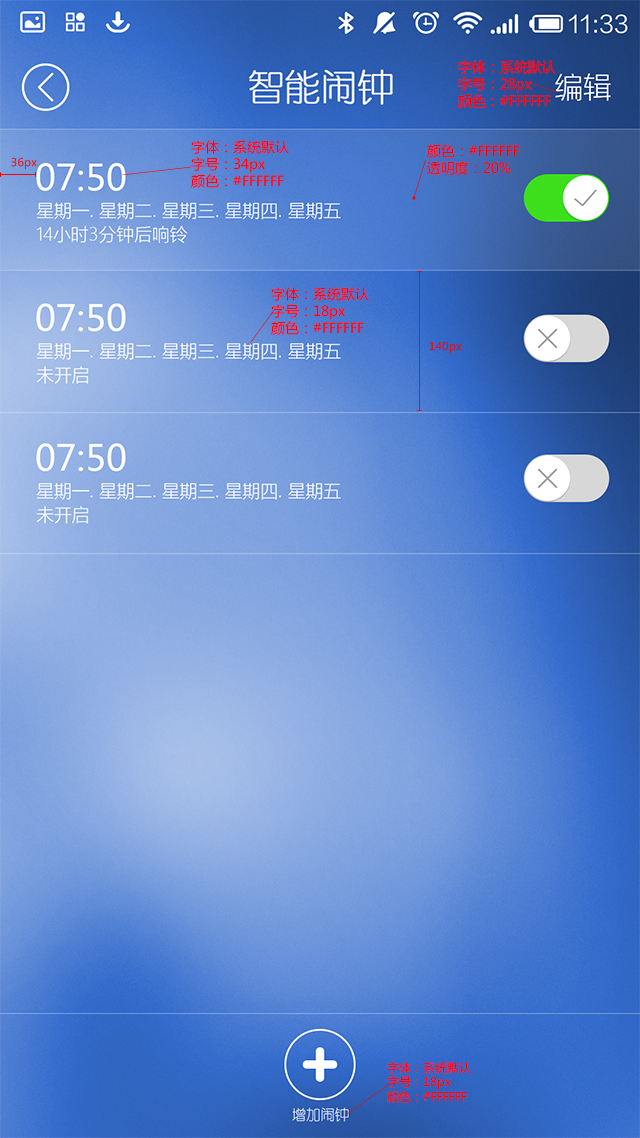 11:33
智能闹钟
编辑
字体：系统默认
字号：28px
颜色：#FFFFFF
36px
07:50
星期一. 星期二. 星期三. 星期四. 星期五
14小时3分钟后响铃
字体：系统默认
字号：34px
颜色：#FFFFFF
颜色：#FFFFFF
透明度：20%
07:50
星期一. 星期二. 星期三. 星期四. 星期五
未开启
字体：系统默认
字号：18px
颜色：#FFFFFF
140px
07:50
星期一. 星期二. 星期三. 星期四. 星期五
未开启
增加闹钟
字体：系统默认
字号：18px
颜色：#FFFFFF